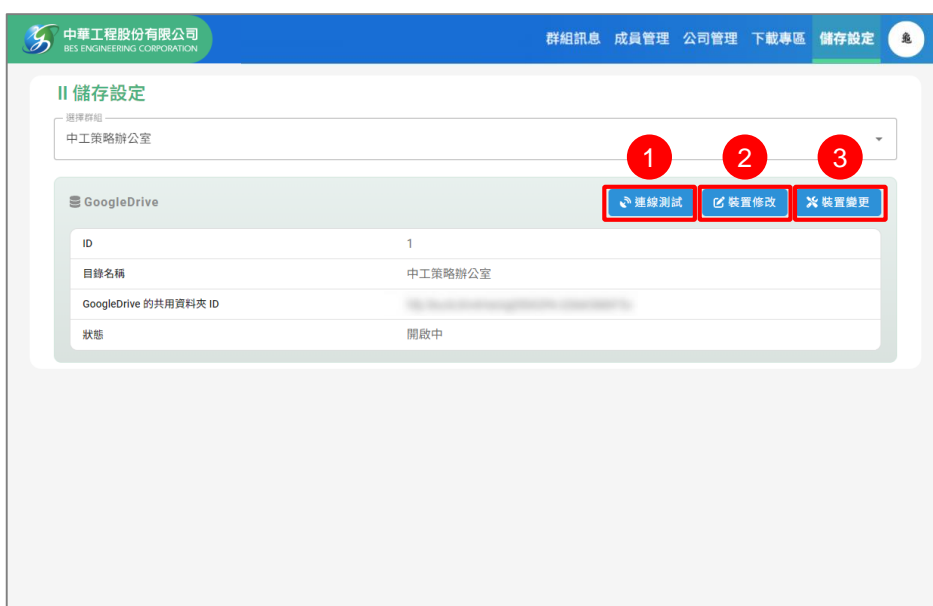 中華工程股份有限公司
BES ENGINEERING CORPORATION
群組訊息 成員管理 公司管理 下載專區 儲存設定 龜
II 儲存設定
選擇群組
中工策略辦公室
1 2 3
GoogleDrive 連線測試 裝置修改 裝置變更
ID 1
目錄名稱 中工策略辦公室
GoogleDrive 的共用資料夾 ID
狀態 開啟中